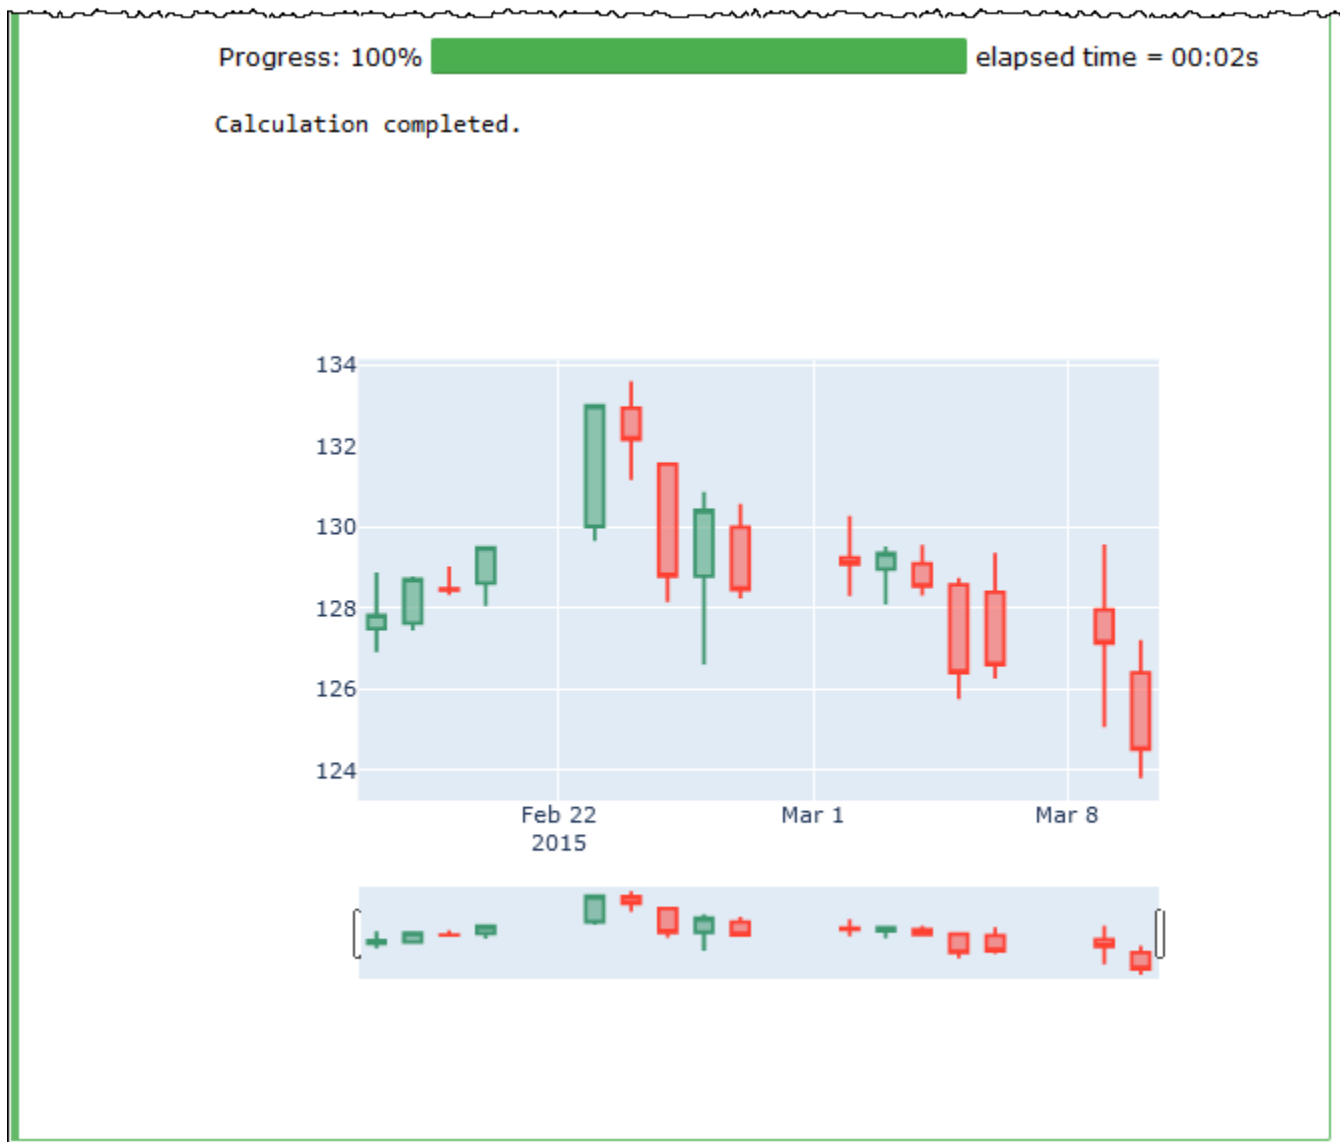 Progress: 100% elapsed time = 00:02s
Calculation completed.
134
132
130
128
126
124
Feb 22 Mar 1 Mar 8
2015